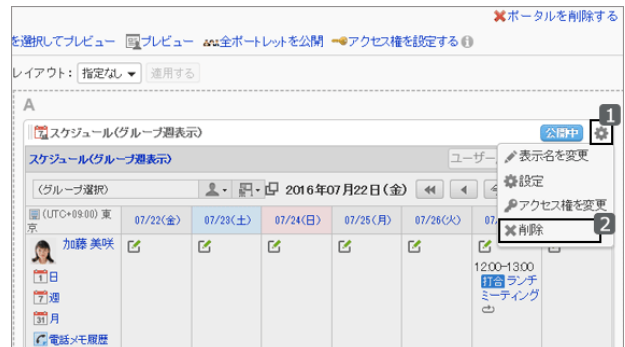 ポータルを削除する
を選択してプレビュー プレビュー 全ポートレットを公開 アクセス権を設定する
レイアウト： 指定なし 適用する
A
1
スケジュール(グループ週表示) 公開中
スケジュール(グループ週表示) ユーザー
表示名を変更
(グループ選択) 2016年07月22日(金)
設定
アクセス権を変更
(UTC+09:00) 東京 07/22(金) 07/23(土) 07/24(日) 07/25(月) 07/26(火) 07
削除 2
加藤 美咲
12:00-13:00
打合 ランチ
ミーティング
日
週
31 月
電話メモ履歴